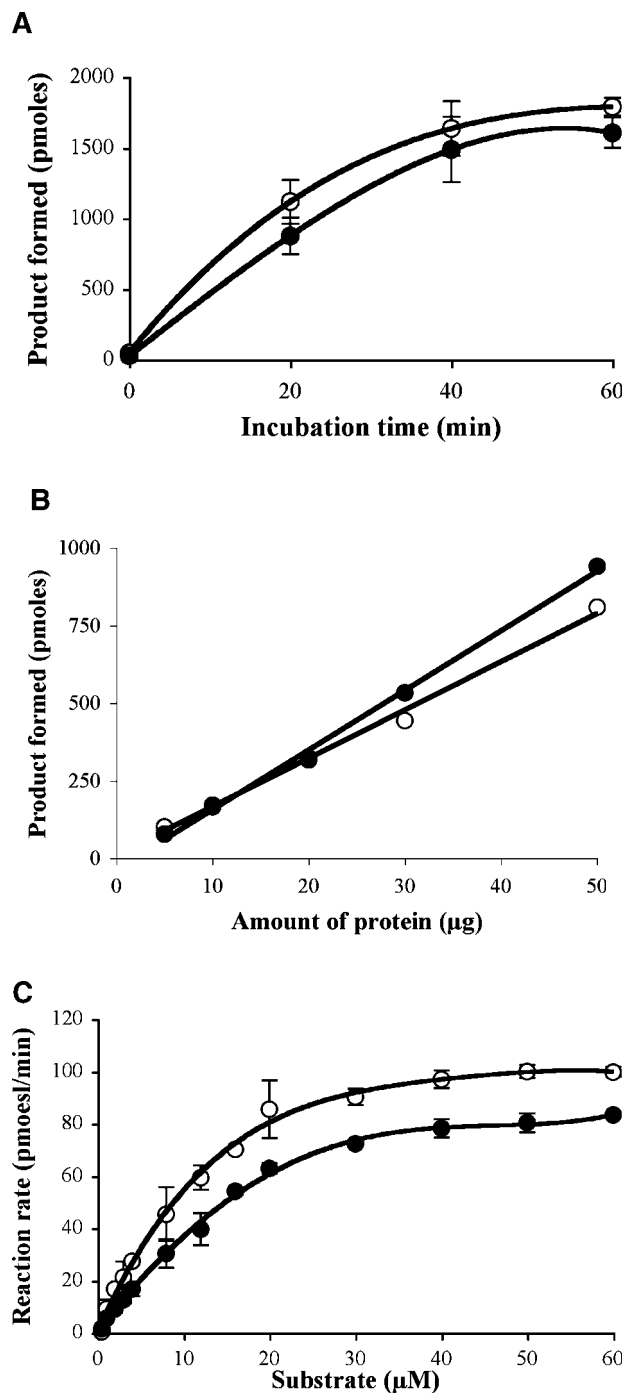 A
2000
1500
1000
500
0
Product formed (pmoles)
0 20 40 60
Incubation time (min)
B
1000
750
500
250
0
Product formed (pmoles)
0 10 20 30 40 50
Amount of protein (μg)
C
120
100
80
60
40
20
0
Reaction rate (pmoesl/min)
0 10 20 30 40 50 60
Substrate (μM)